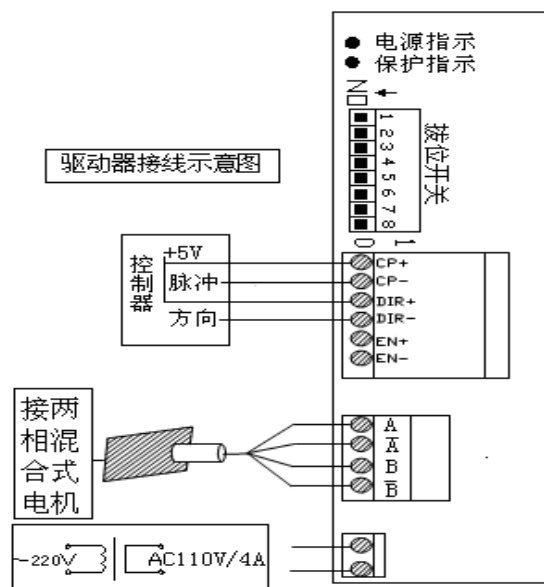 电源指示
保护指示
NO
1
2
3
4
5
6
7
8
拨位开关
0 1
驱动器接线示意图
控制器
+5V
脉冲
方向
CP+
CP-
DIR+
DIR-
EN+
EN-
接两相混合式电机
A
A̅
B
B̅
~220V
AC110V/4A